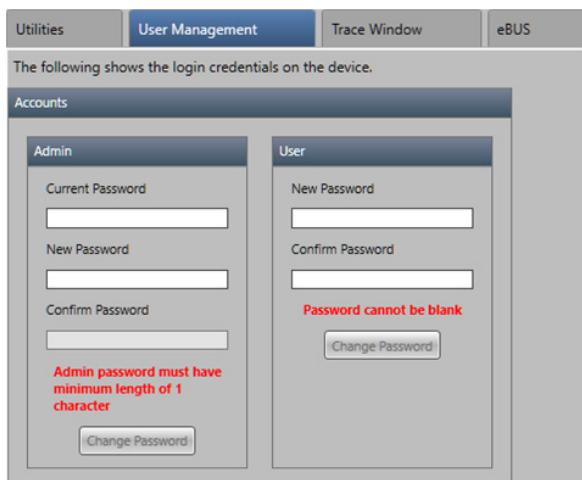 Utilities
User Management
Trace Window
eBUS
The following shows the login credentials on the device.
Accounts
Admin
Current Password
New Password
Confirm Password
Admin password must have
minimum length of 1
character
Change Password
User
New Password
Confirm Password
Password cannot be blank
Change Password